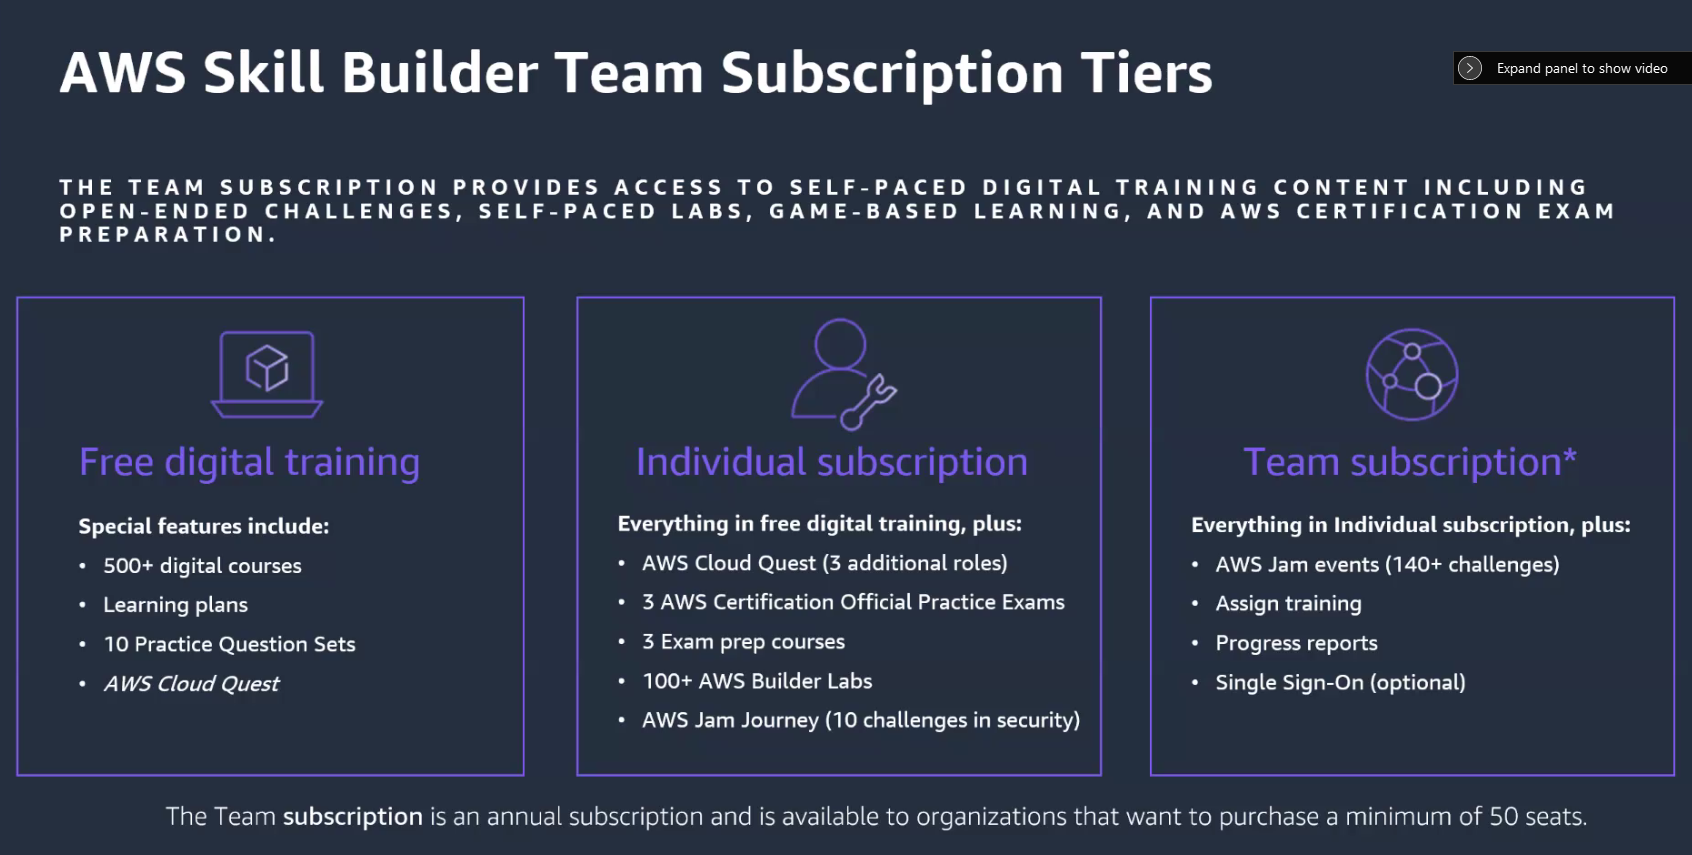 AWS Skill Builder Team Subscription Tiers
Expand panel to show video
THE TEAM SUBSCRIPTION PROVIDES ACCESS TO SELF-PACED DIGITAL TRAINING CONTENT INCLUDING
OPEN-ENDED CHALLENGES, SELF-PACED LABS, GAME-BASED LEARNING, AND AWS CERTIFICATION EXAM
PREPARATION.
Free digital training
Special features include:
• 500+ digital courses
• Learning plans
• 10 Practice Question Sets
• AWS Cloud Quest
Individual subscription
Everything in free digital training, plus:
• AWS Cloud Quest (3 additional roles)
• 3 AWS Certification Official Practice Exams
• 3 Exam prep courses
• 100+ AWS Builder Labs
• AWS Jam Journey (10 challenges in security)
Team subscription*
Everything in Individual subscription, plus:
• AWS Jam events (140+ challenges)
• Assign training
• Progress reports
• Single Sign-On (optional)
The Team subscription is an annual subscription and is available to organizations that want to purchase a minimum of 50 seats.